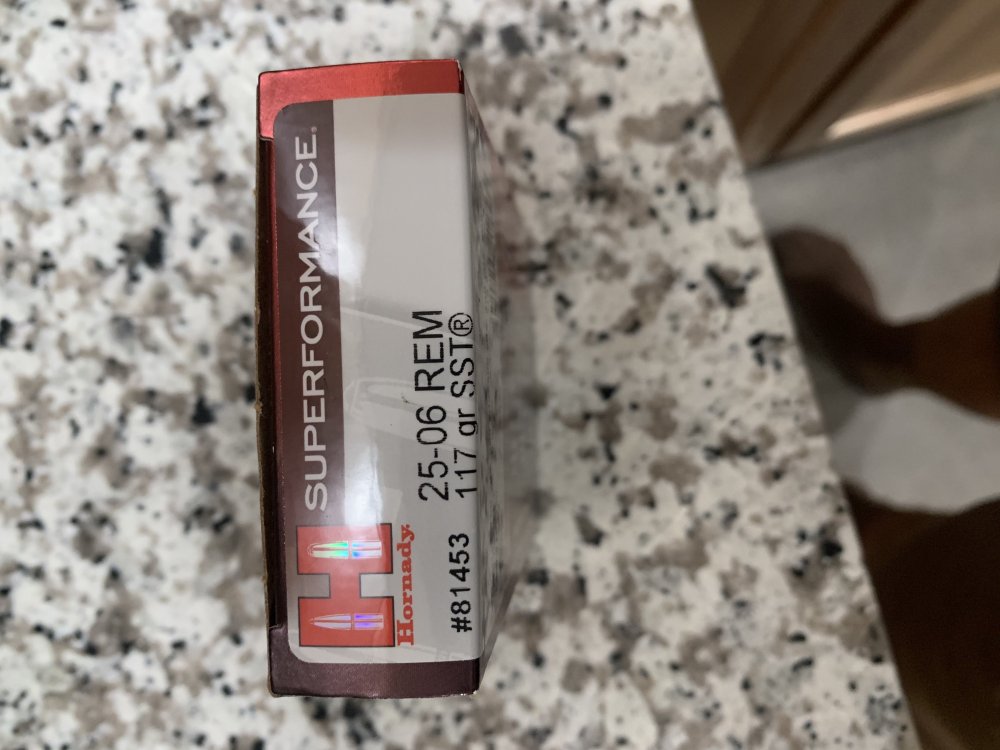 SUPERFORMANCE.
Hornady.
25-06 REM
#81453 117 gr SST®